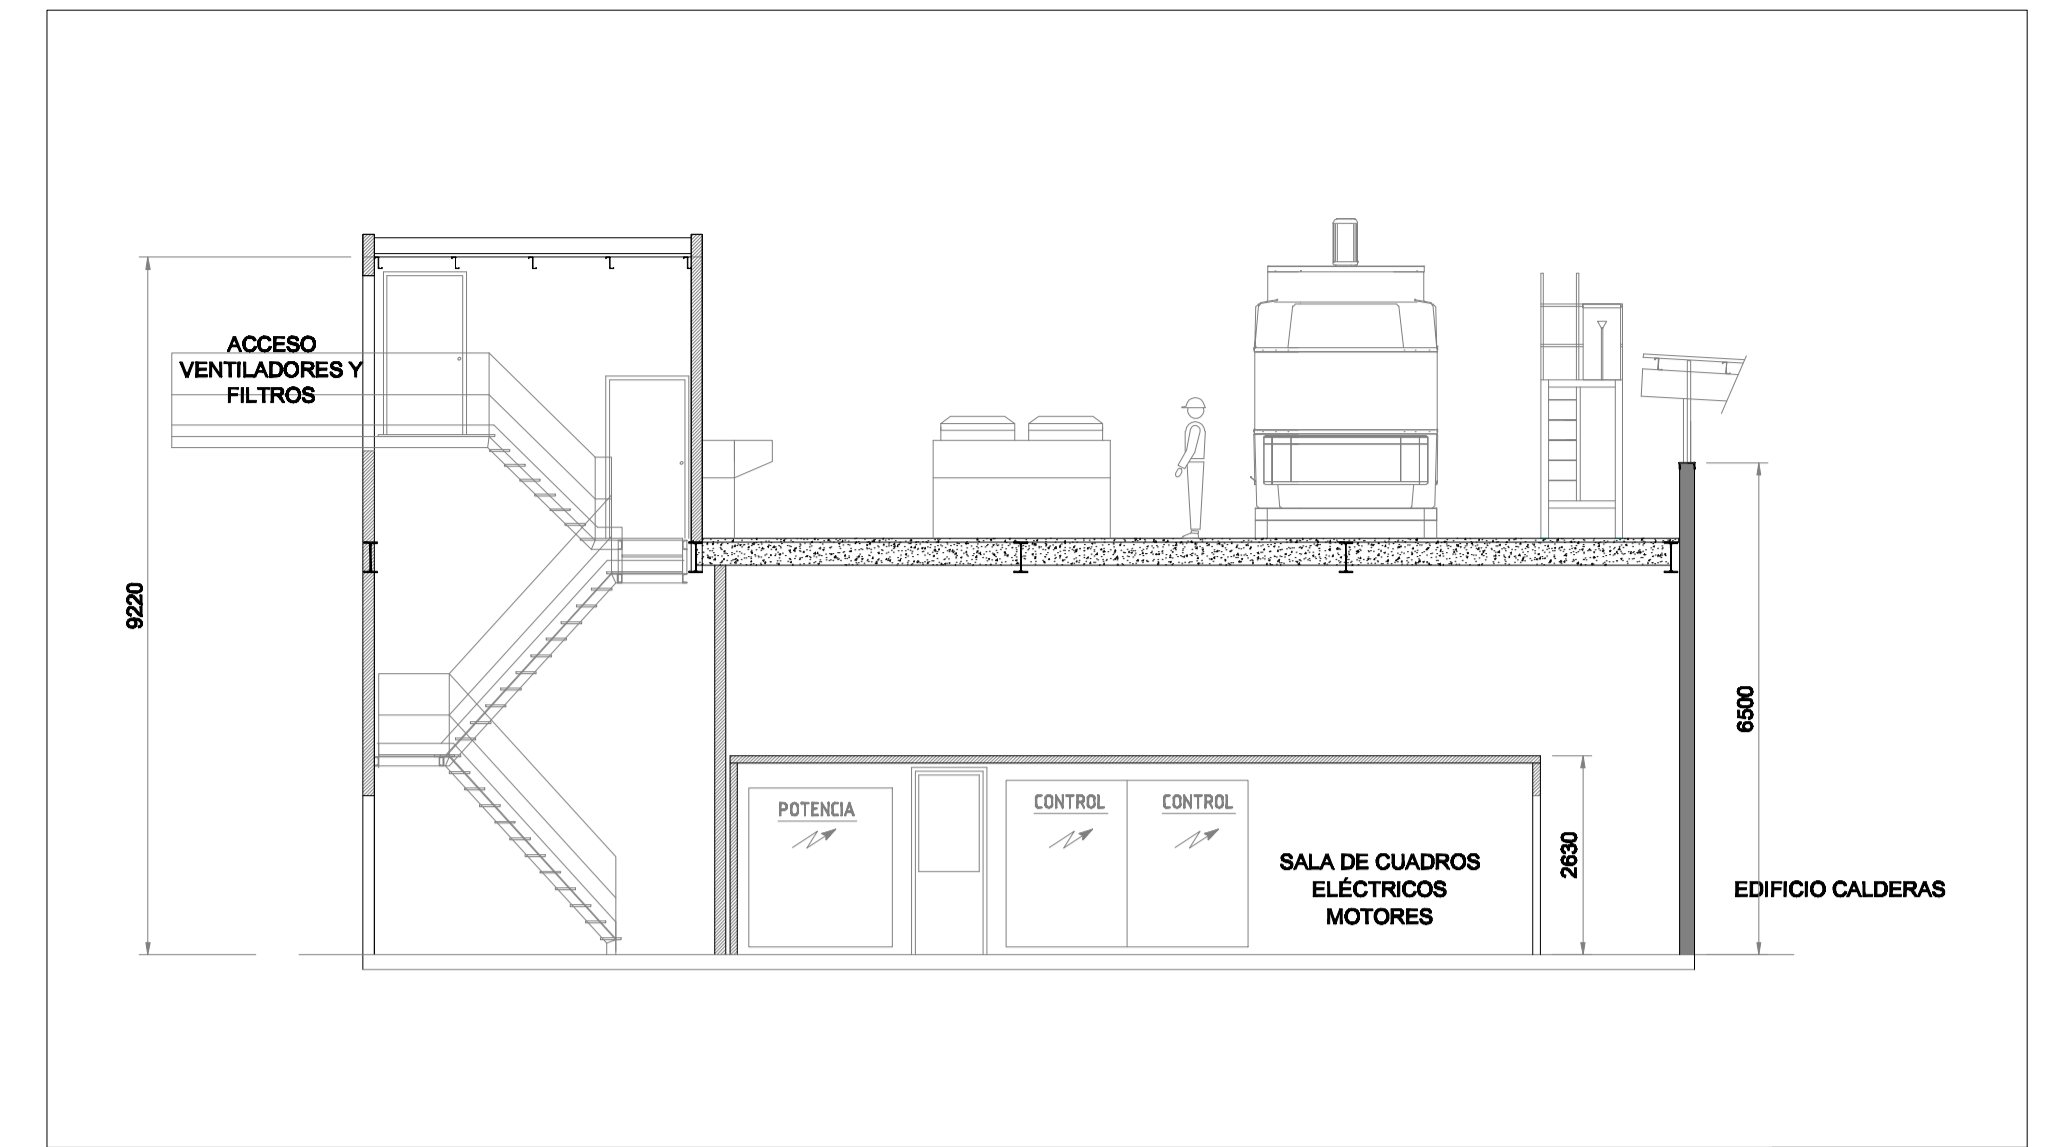 ACCESO
VENTILADORES Y
FILTROS
9220
6500
POTENCIA
CONTROL
CONTROL
2630
SALA DE CUADROS
ELÉCTRICOS
MOTORES
EDIFICIO CALDERAS